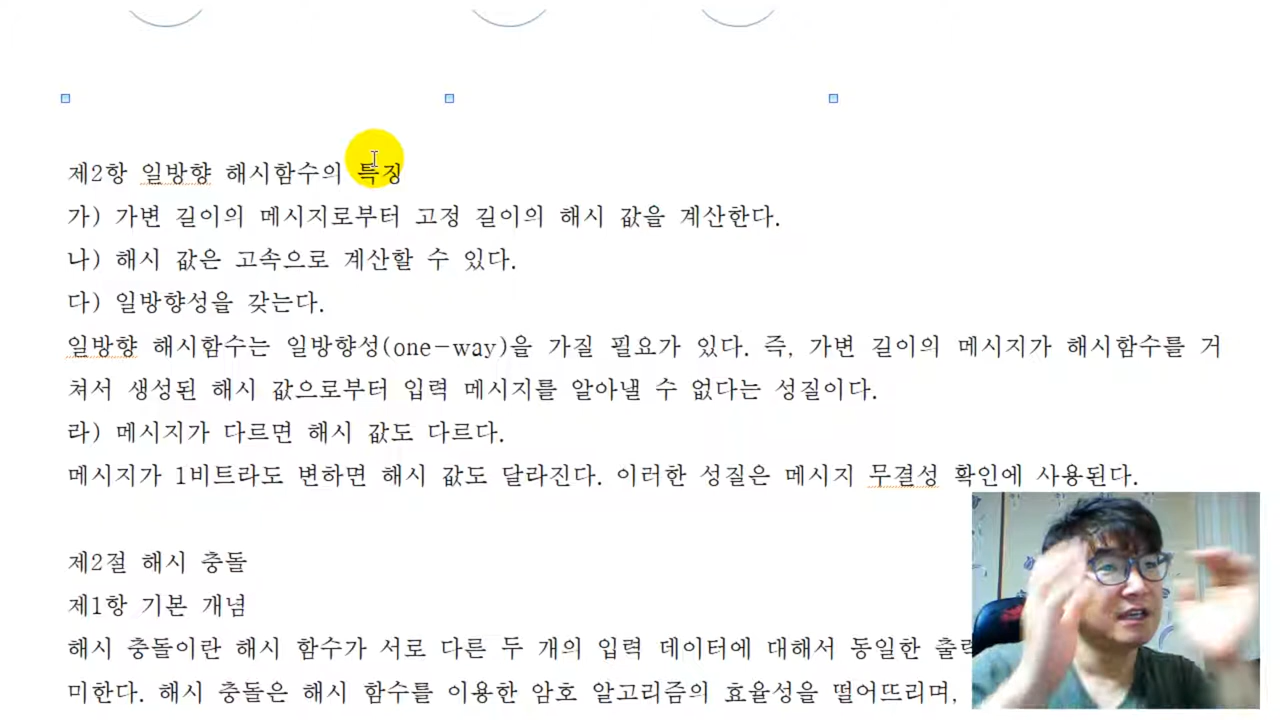 제2항 일방향 해시함수의 특징
가) 가변 길이의 메시지로부터 고정 길이의 해시 값을 계산한다.
나) 해시 값은 고속으로 계산할 수 있다.
다) 일방향성을 갖는다.
일방향 해시함수는 일방향성(one-way)을 가질 필요가 있다. 즉, 가변 길이의 메시지가 해시함수를 거
쳐서 생성된 해시 값으로부터 입력 메시지를 알아낼 수 없다는 성질이다.
라) 메시지가 다르면 해시 값도 다르다.
메시지가 1비트라도 변하면 해시 값도 달라진다. 이러한 성질은 메시지 무결성 확인에 사용된다.
제2절 해시 충돌
제1항 기본 개념
해시 충돌이란 해시 함수가 서로 다른 두 개의 입력 데이터에 대해서 동일한 출력
미한다. 해시 충돌은 해시 함수를 이용한 암호 알고리즘의 효율성을 떨어뜨리며,